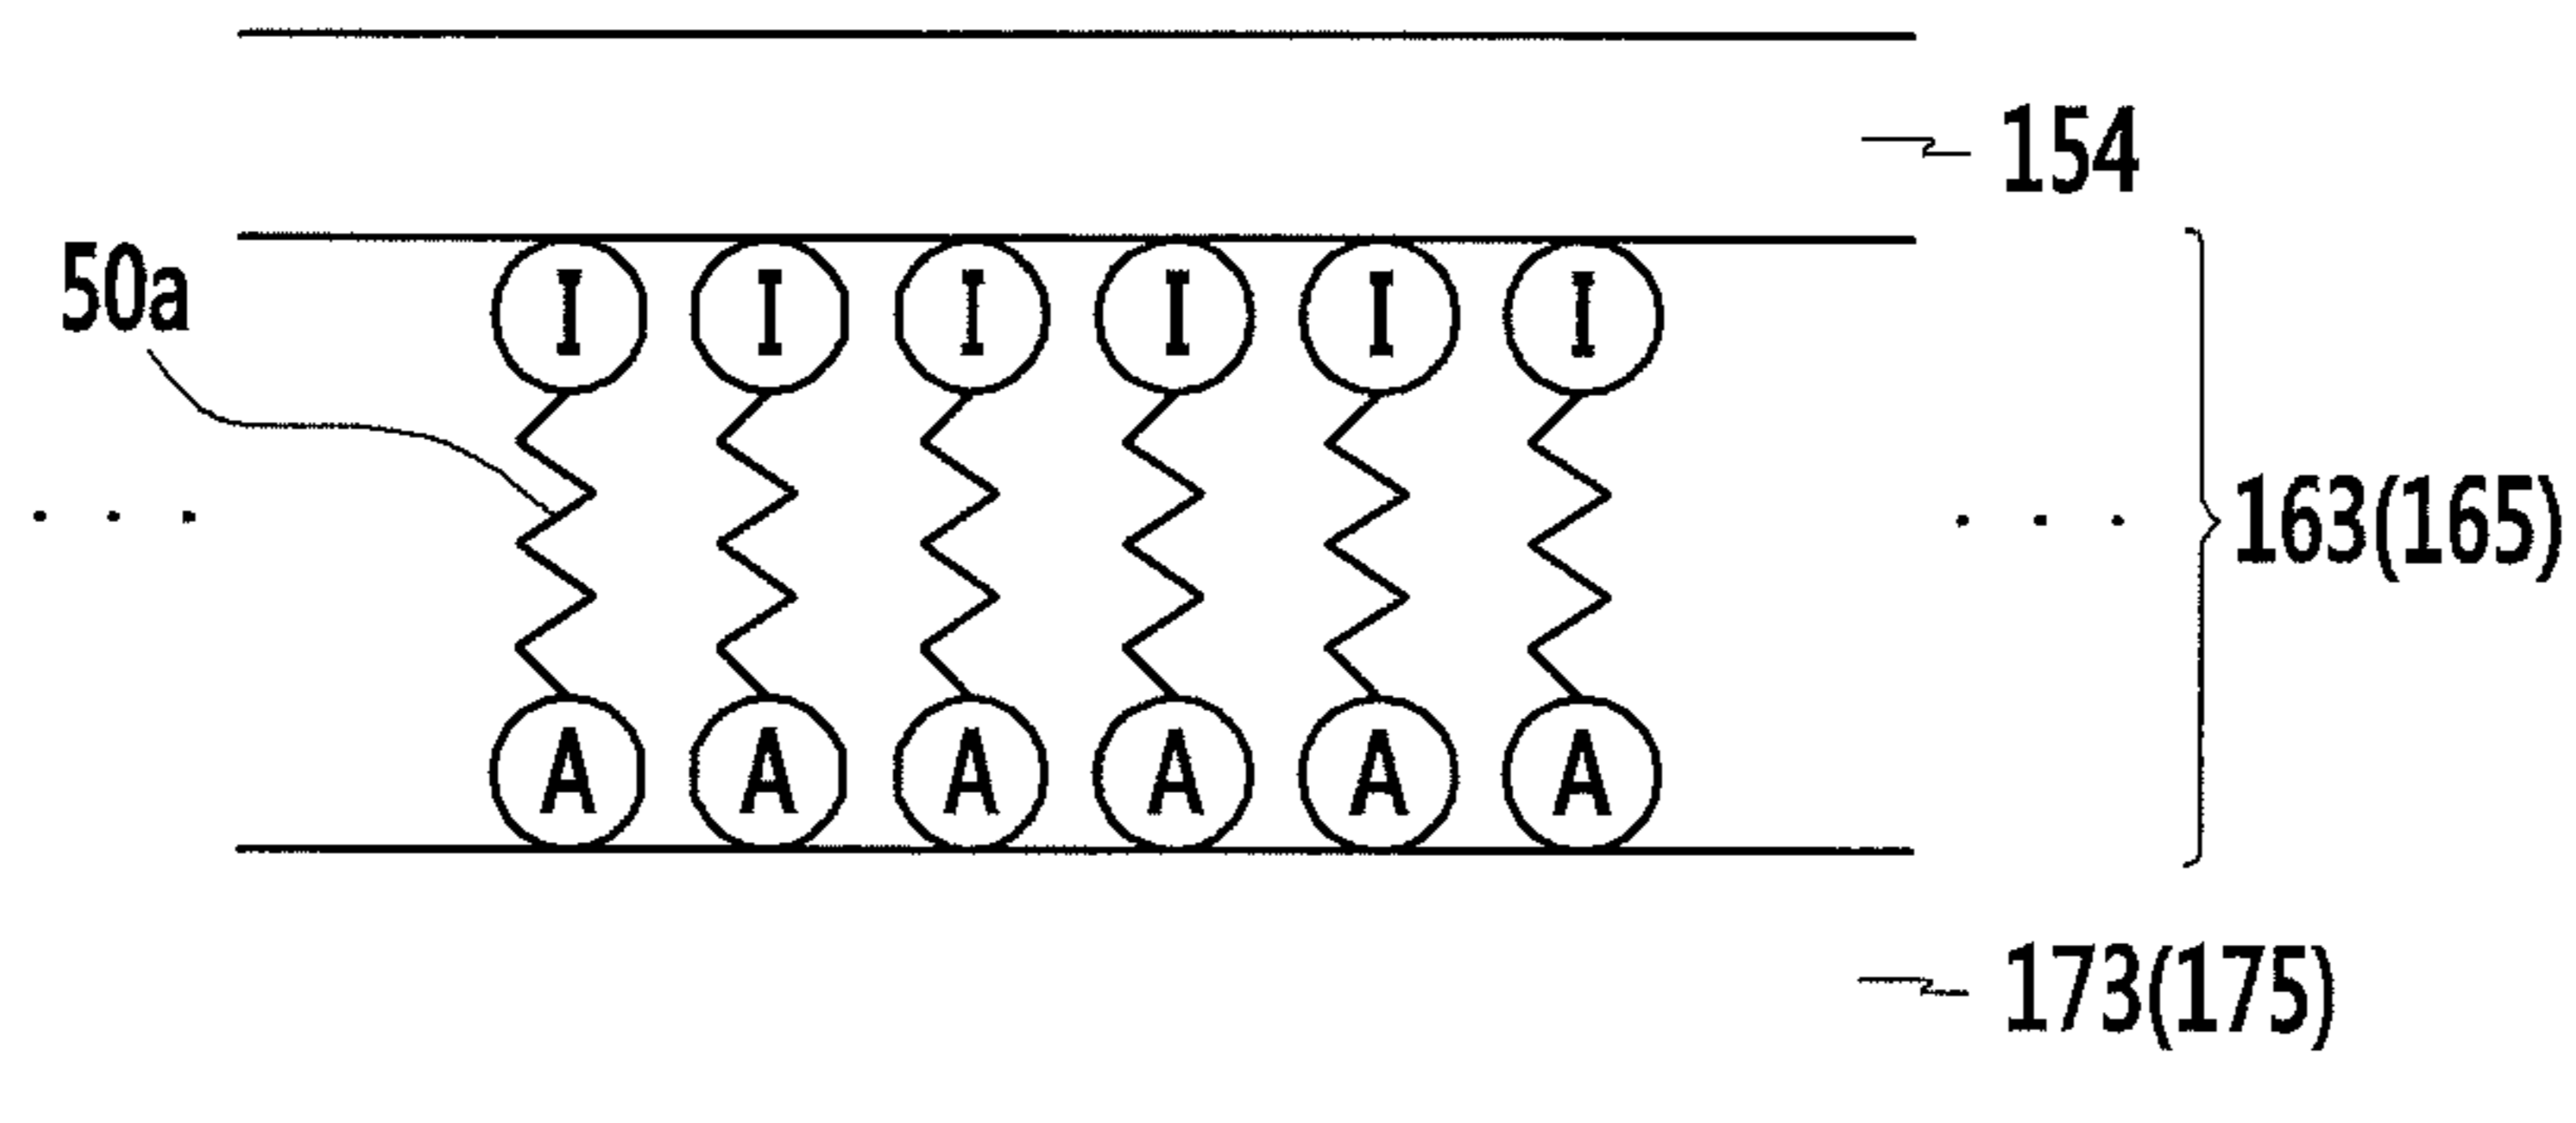 154
50a
I I I I I I
. . . . . . 163(165)
A A A A A A
173(175)